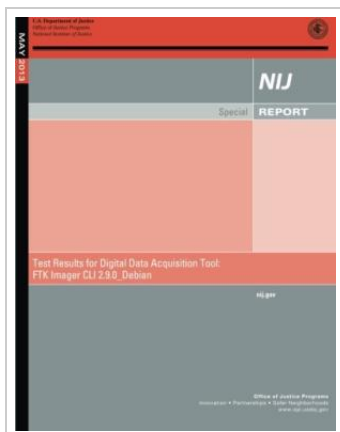 U.S. Department of Justice
Office of Justice Programs
National Institute of Justice
MAY 2013
NIJ
Special REPORT
Test Results for Digital Data Acquisition Tool:
FTK Imager CLI 2.9.0_Debian
nij.gov
Office of Justice Programs
Innovation • Partnerships • Safer Neighborhoods
www.ojp.usdoj.gov